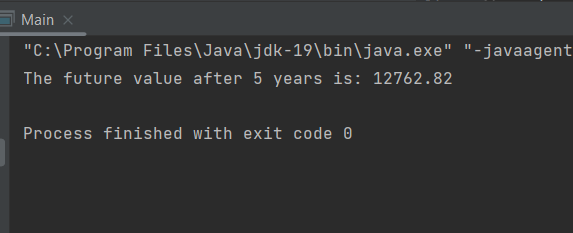 Main
"C:\Program Files\Java\jdk-19\bin\java.exe" "-javaagent
The future value after 5 years is: 12762.82
Process finished with exit code 0